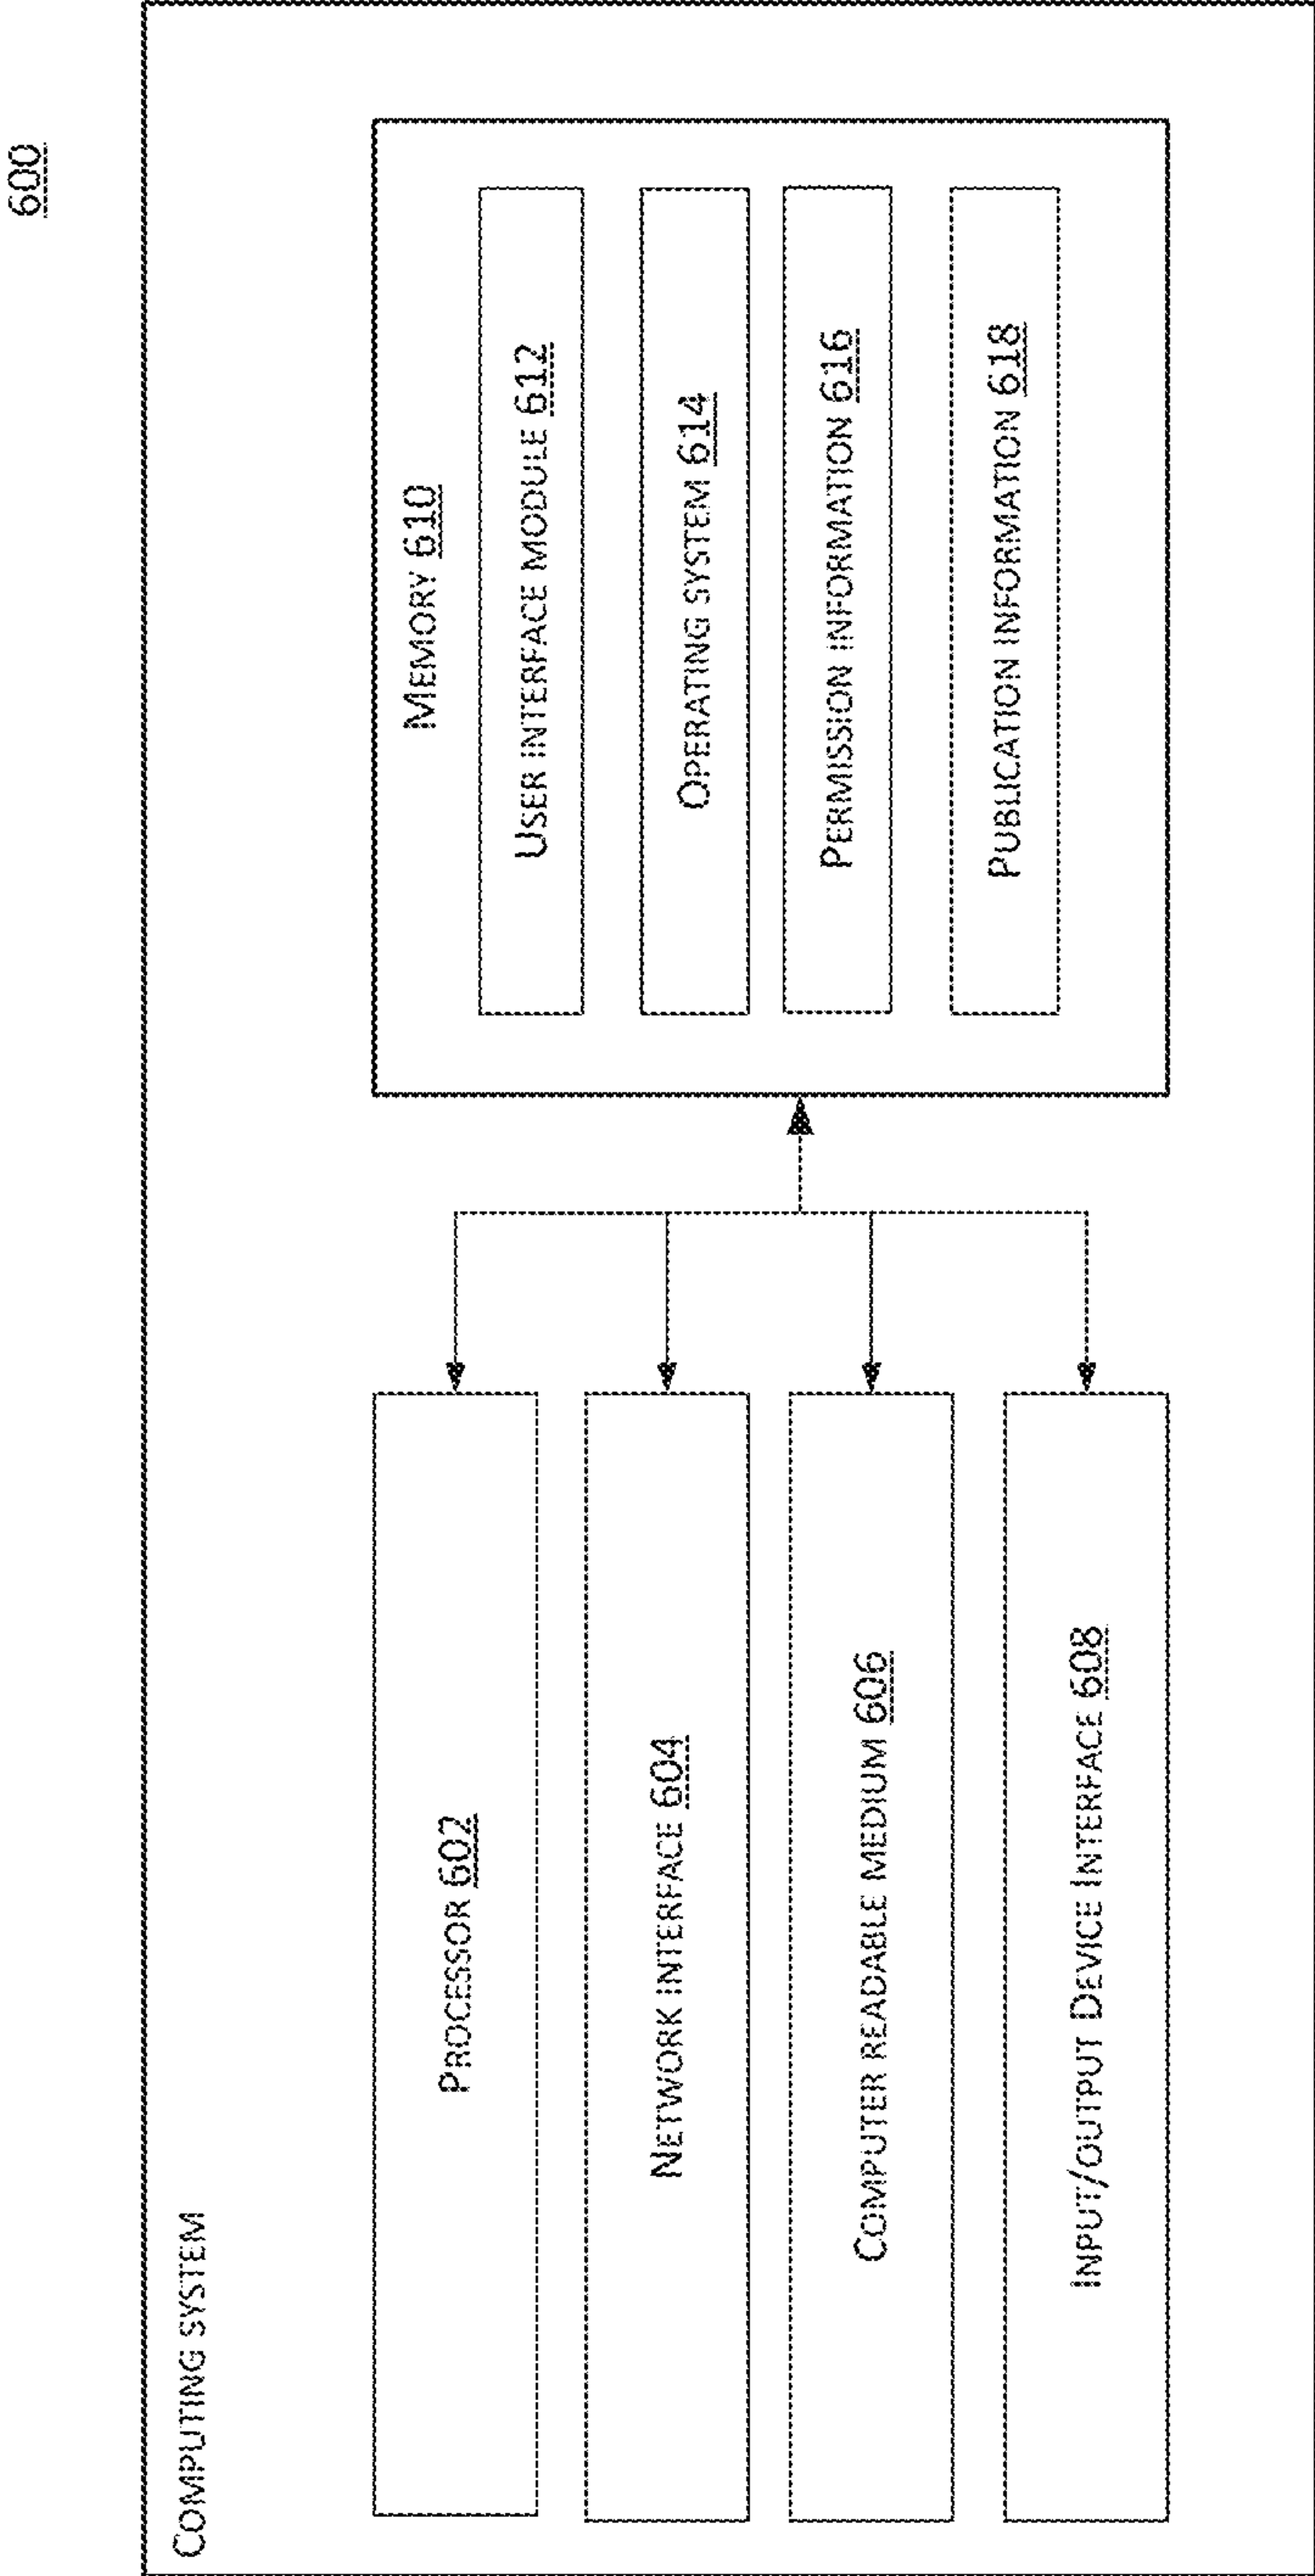 600
COMPUTING SYSTEM
PROCESSOR 602
NETWORK INTERFACE 604
COMPUTER READABLE MEDIUM 606
INPUT/OUTPUT DEVICE INTERFACE 608
MEMORY 610
USER INTERFACE MODULE 612
OPERATING SYSTEM 614
PERMISSION INFORMATION 616
PUBLICATION INFORMATION 618